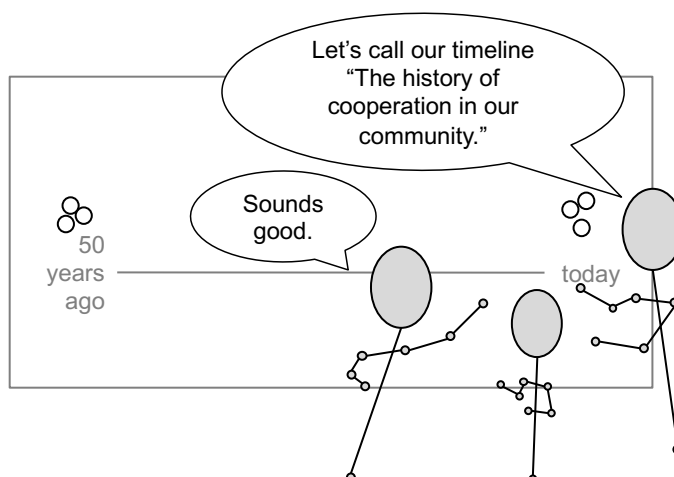 Let’s call our timeline
“The history of
cooperation in our
community.”
Sounds
good.
50
years
ago
today